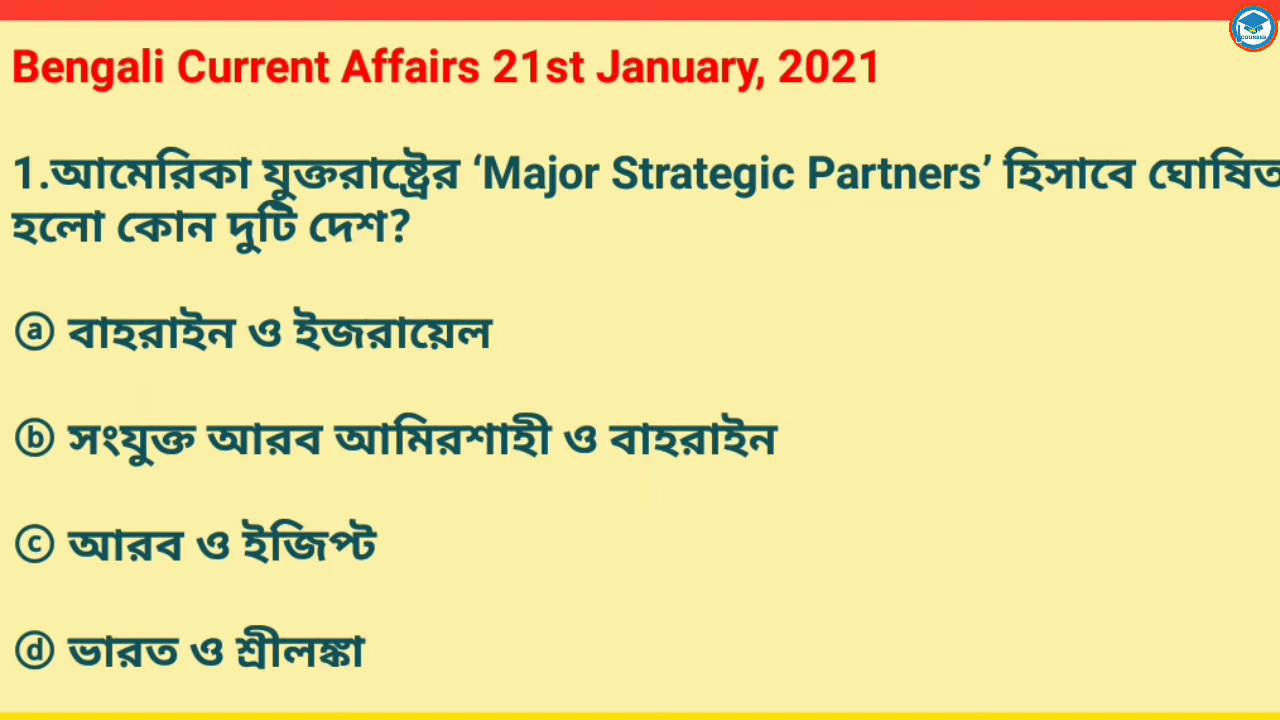 Bengali Current Affairs 21st January, 2021
1.আমেরিকা যুক্তরাষ্ট্রের ‘Major Strategic Partners’ হিসাবে ঘোষিত
হলো কোন দুটি দেশ?
ⓐ বাহরাইন ও ইজরায়েল
ⓑ সংযুক্ত আরব আমিরশাহী ও বাহরাইন
ⓒ আরব ও ইজিপ্ট
ⓓ ভারত ও শ্রীলঙ্কা
COURSES